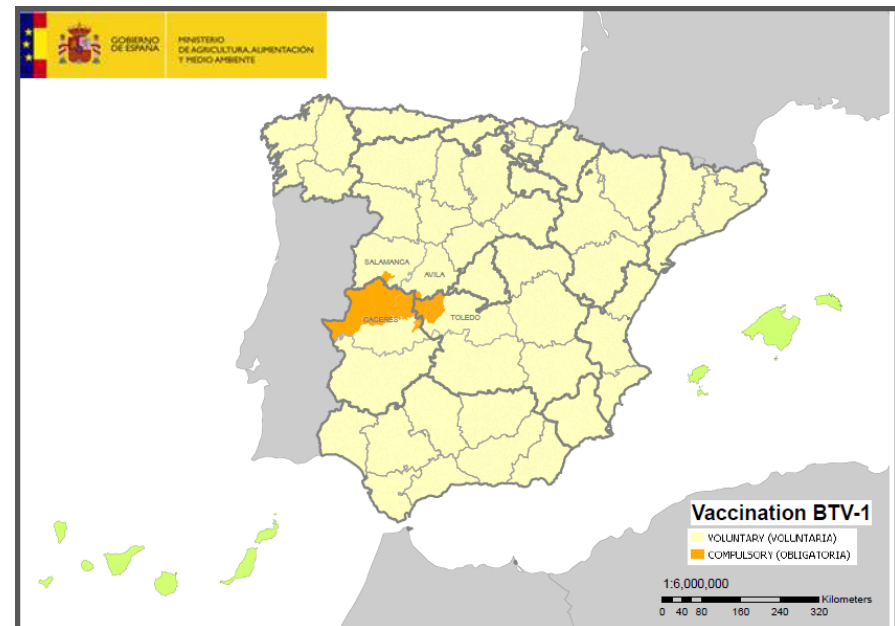 GOBIERNO
DE ESPAÑA
MINISTERIO
DE AGRICULTURA, ALIMENTACIÓN
Y MEDIO AMBIENTE
SALAMANCA
AVILA
CACERES
TOLEDO
Vaccination BTV-1
VOLUNTARY (VOLUNTARIA)
COMPULSORY (OBLIGATORIA)
1:6,000,000
Kilometers
0 40 80 160 240 320